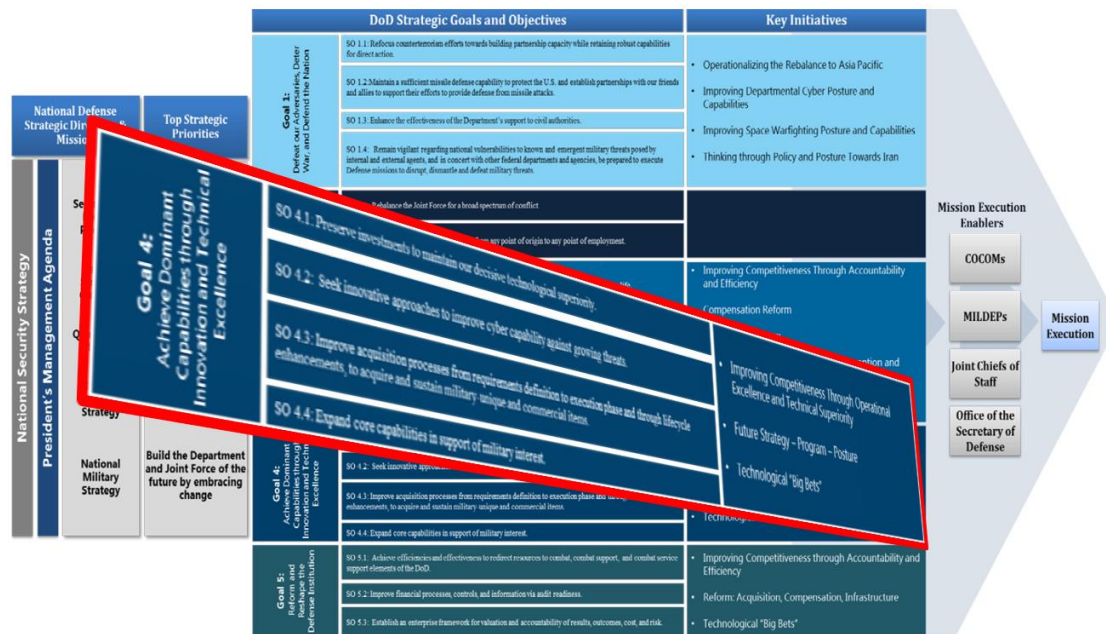 DoD Strategic Goals and Objectives
Key Initiatives
National Defense
Strategic Dir &
Missio
Top Strategic
Priorities
National Security Strategy
President's Management Agenda
Se
Strategy
National
Military
Strategy
Build the Department
and Joint Force of the
future by embracing
change
Goal 1:
Defeat our Adversaries, Deter
War, and Defend the Nation
SO 1.1: Refocus counterterrorism efforts towards building partnership capacity while retaining robust capabilities
for direct action.
SO 1.2:Maintain a sufficient missile defense capability to protect the U.S. and establish partnerships with our friends
and allies to support their efforts to provide defense from missile attacks.
SO 1.3. Enhance the effectiveness of the Department's support to civil authorities.
SO 1.4: Remain vigilant regarding national vulnerabilities to known and emergent military threats posed by
internal and external agents, and in concert with other federal departments and agencies, be prepared to execute
Defense missions to disrupt, dismantle and defeat military threats.
• Operationalizing the Rebalance to Asia Pacific
• Improving Departmental Cyber Posture and
Capabilities
• Improving Space Warfighting Posture and Capabilities
• Thinking through Policy and Posture Towards Iran
Rebalance the Joint Force for a broad spectrum of conflict.
any point of origin to any point of employment.
• Improving Competitiveness Through Accountability
and Efficiency
Compensation Reform
and
Goal 4:
Achieve Dominant
Capabilities through
Innovation and Technical
Excellence
SO 4.1: Preserve investments to maintain our decisive technological superiority.
SO 4.2: Seek innovative approaches to improve cyber capability against growing threats.
SO 4.3: Improve acquisition processes from requirements definition to execution phase and through lifecycle
enhancements, to acquire and sustain military-unique and commercial items.
SO 4.4: Expand core capabilities in support of military interest.
• Improving Competitiveness Through Operational
Excellence and Technical Superiority
• Future Strategy – Program – Posture
• Technological "Big Bets"
Goal 4:
Achieve Dominant
Capabilities through
Innovation and Techn
Excellence
SO 4.2: Seek innovative approac
SO 4.3: Improve acquisition processes from requirements definition to execution phase and throu
enhancements, to acquire and sustain military-unique and commercial items.
SO 4.4: Expand core capabilities in support of military interest.
Technologic
Goal 5:
Reform and
Reshape the
Defense Institution
SO 5.1: Achieve efficiencies and effectiveness to redirect resources to combat, combat support, and combat service
support elements of the DoD.
SO 5.2: Improve financial processes, controls, and information via audit readiness.
SO 5.3: Establish an enterprise framework for valuation and accountability of results, outcomes, cost, and risk.
• Improving Competitiveness through Accountability and
Efficiency
• Reform: Acquisition, Compensation, Infrastructure
• Technological "Big Bets"
Mission Execution
Enablers
COCOMs
MILDEPs
Joint Chiefs of
Staff
Office of the
Secretary of
Defense
Mission
Execution